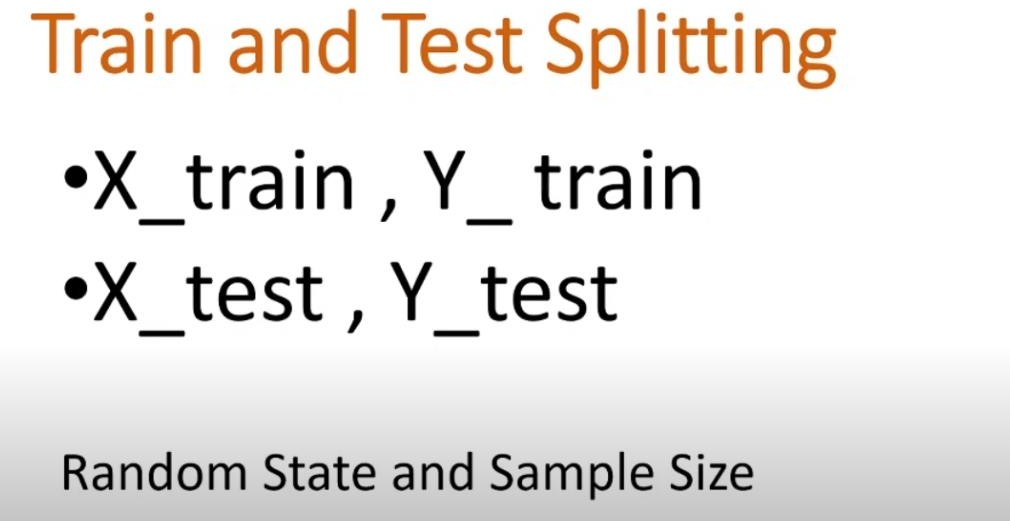 Train and Test Splitting
•X_train , Y_ train
•X_test , Y_test
Random State and Sample Size